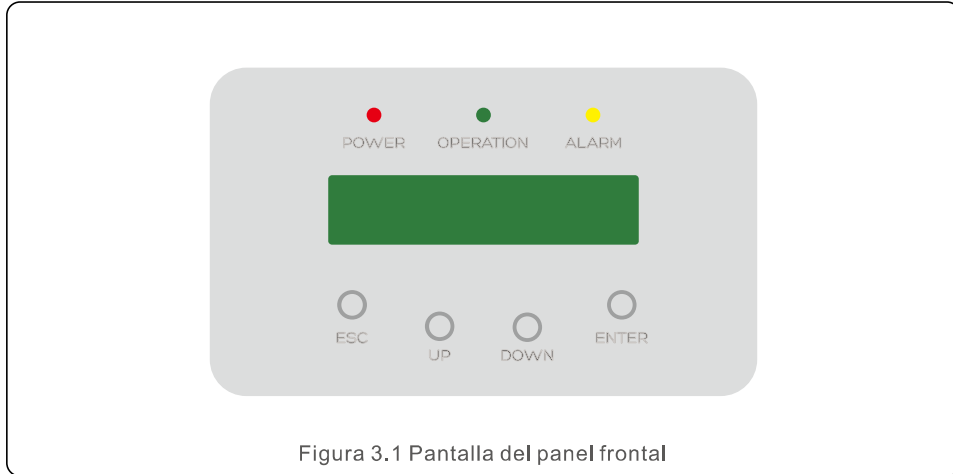 POWER OPERATION ALARM
ESC UP DOWN ENTER
Figura 3.1 Pantalla del panel frontal